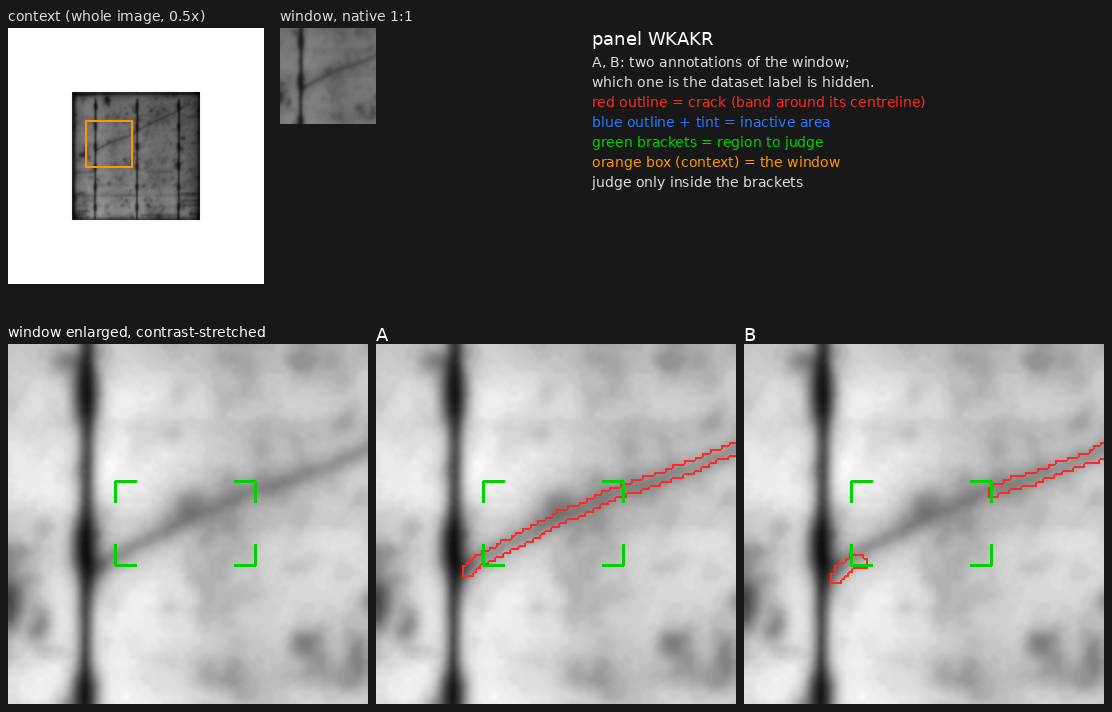 context (whole image, 0.5x)
window, native 1:1
panel WKAKR
A, B: two annotations of the window;
which one is the dataset label is hidden.
red outline = crack (band around its centreline)
blue outline + tint = inactive area
green brackets = region to judge
orange box (context) = the window
judge only inside the brackets
window enlarged, contrast-stretched
A
B